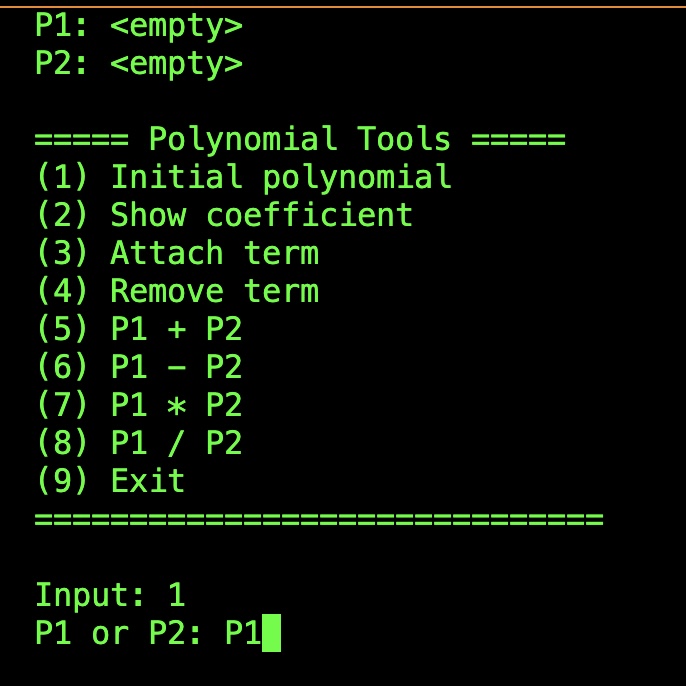 P1: <empty>
P2: <empty>
===== Polynomial Tools =====
(1) Initial polynomial
(2) Show coefficient
(3) Attach term
(4) Remove term
(5) P1 + P2
(6) P1 - P2
(7) P1 * P2
(8) P1 / P2
(9) Exit
==============================
Input: 1
P1 or P2: P1